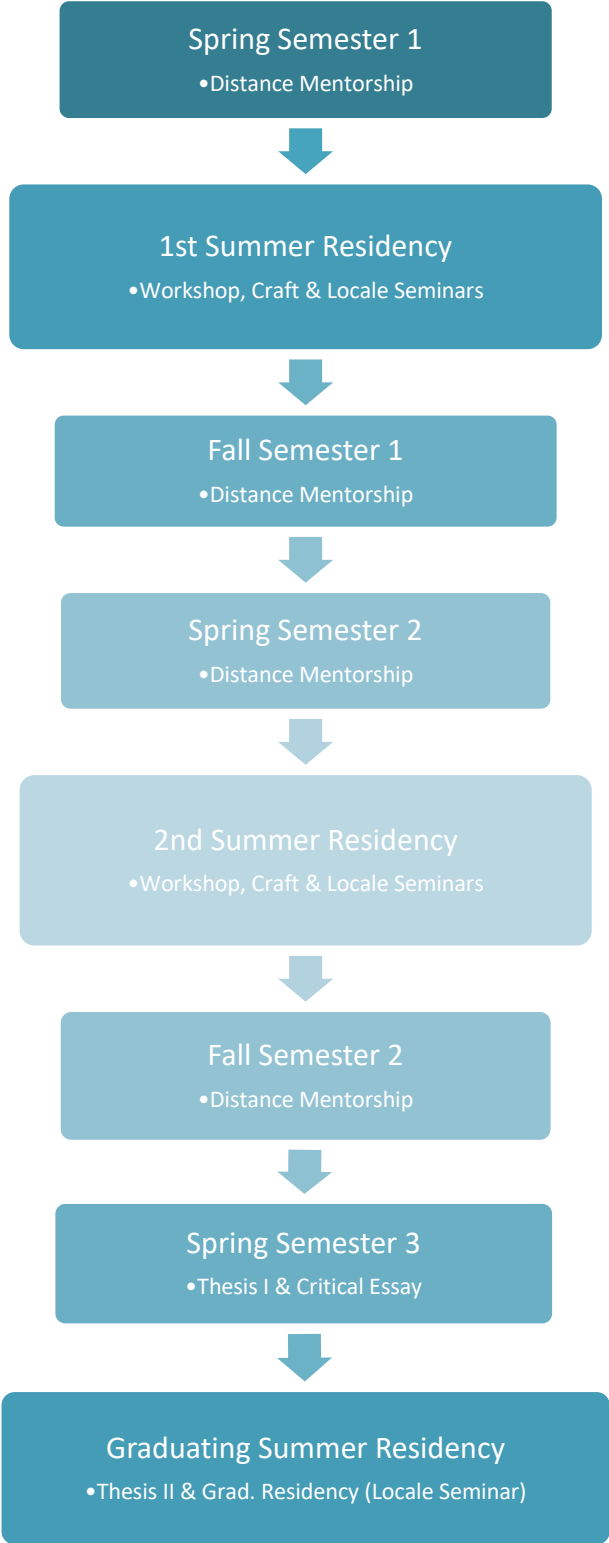 Spring Semester 1
•Distance Mentorship
1st Summer Residency
•Workshop, Craft & Locale Seminars
Fall Semester 1
•Distance Mentorship
Spring Semester 2
•Distance Mentorship
2nd Summer Residency
•Workshop, Craft & Locale Seminars
Fall Semester 2
•Distance Mentorship
Spring Semester 3
•Thesis I & Critical Essay
Graduating Summer Residency
•Thesis II & Grad. Residency (Locale Seminar)